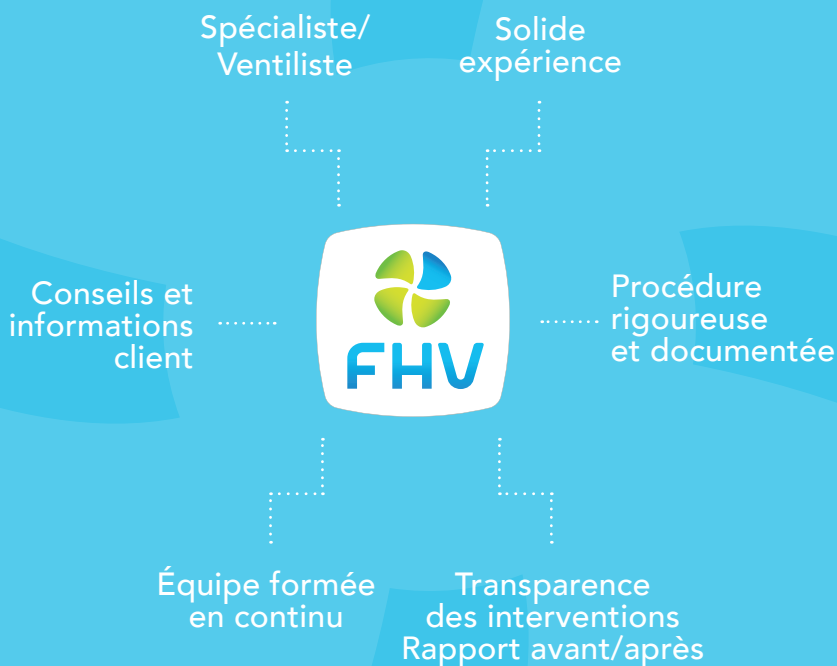 Spécialiste/
Ventiliste
Solide
expérience
Conseils et
informations
client
FHV
Procédure
rigoureuse
et documentée
Équipe formée
en continu
Transparence
des interventions
Rapport avant/après